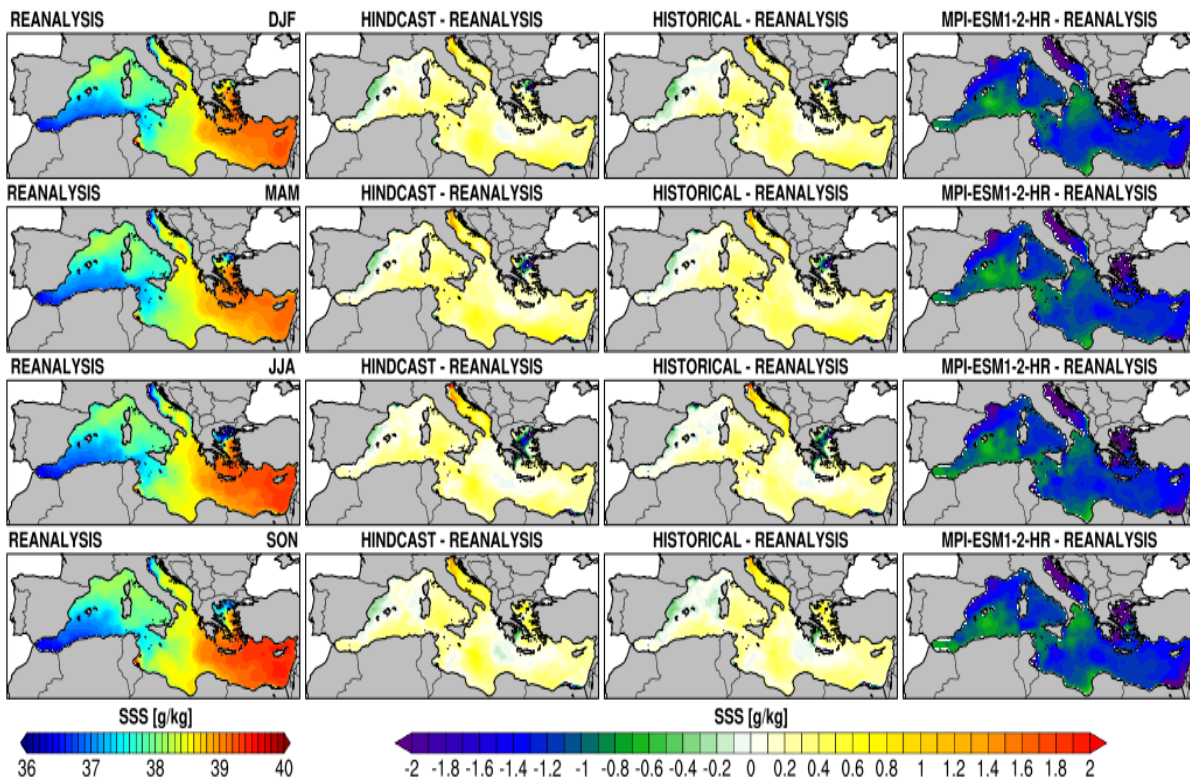 REANALYSIS DJF HINDCAST - REANALYSIS HISTORICAL - REANALYSIS MPI-ESM1-2-HR - REANALYSIS
REANALYSIS MAM HINDCAST - REANALYSIS HISTORICAL - REANALYSIS MPI-ESM1-2-HR - REANALYSIS
REANALYSIS JJA HINDCAST - REANALYSIS HISTORICAL - REANALYSIS MPI-ESM1-2-HR - REANALYSIS
REANALYSIS SON HINDCAST - REANALYSIS HISTORICAL - REANALYSIS MPI-ESM1-2-HR - REANALYSIS
SSS [g/kg] SSS [g/kg]
36 37 38 39 40 -2 -1.8 -1.6 -1.4 -1.2 -1 -0.8 -0.6 -0.4 -0.2 0 0.2 0.4 0.6 0.8 1 1.2 1.4 1.6 1.8 2